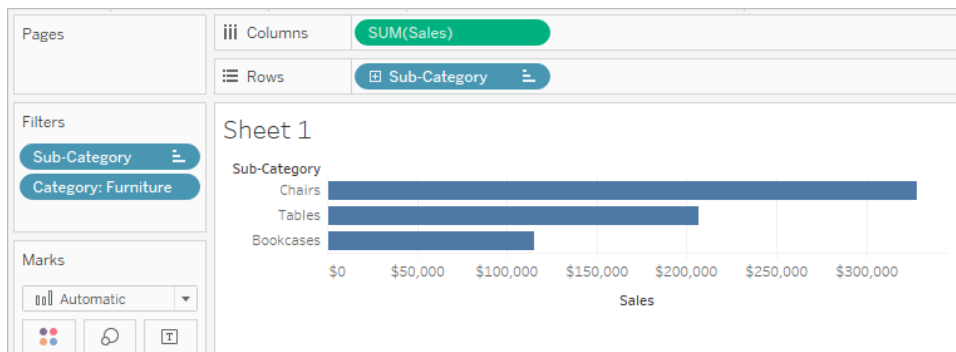 Pages
Columns
SUM(Sales)
Rows
Sub-Category
Filters
Sub-Category
Category: Furniture
Marks
Automatic
T
Sheet 1
Sub-Category
Chairs
Tables
Bookcases
$0 $50,000 $100,000 $150,000 $200,000 $250,000 $300,000
Sales